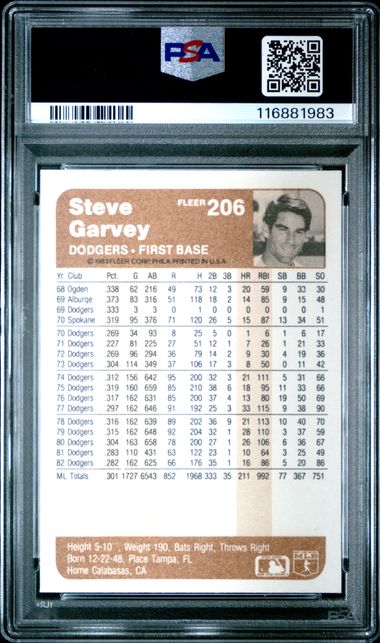 PSA
116881983
Steve
Garvey
FLEER 206
DODGERS • FIRST BASE
© 1983 FLEER CORP. PHILA. PRINTED IN U.S.A.
Yr. Club Pct. G AB R H 2B 3B HR RBI SB BB SO
68 Ogden .338 62 216 49 73 12 3 20 59 9 33 30
69 Alburqe .373 83 316 51 118 18 2 14 85 9 15 48
69 Dodgers .333 3 3 0 1 0 0 0 0 0 0 1
70 Spokane .319 95 376 71 120 26 5 15 87 13 34 51
70 Dodgers .269 34 93 8 25 5 0 1 6 1 6 17
71 Dodgers .227 81 225 27 51 12 1 7 26 1 21 33
72 Dodgers .269 96 294 36 79 14 2 9 30 4 19 36
73 Dodgers .304 114 349 37 106 17 3 8 50 0 11 42
74 Dodgers .312 156 642 95 200 32 3 21 111 5 31 66
75 Dodgers .319 160 659 85 210 38 6 18 95 11 33 66
76 Dodgers .317 162 631 85 200 37 4 13 80 19 50 69
77 Dodgers .297 162 646 91 192 25 3 33 115 9 38 90
78 Dodgers .316 162 639 89 202 36 9 21 113 10 40 70
79 Dodgers .315 162 648 92 204 32 1 28 110 3 37 59
80 Dodgers .304 163 658 78 200 27 1 26 106 6 36 67
81 Dodgers .283 110 431 63 122 23 1 10 64 3 25 49
82 Dodgers .282 162 625 66 176 35 1 16 86 5 20 86
ML Totals .301 1727 6543 852 1968 333 35 211 992 77 367 751
Height 5-10", Weight 190, Bats Right, Throws Right
Born 12-22-48, Place Tampa, FL
Home Calabasas, CA
PSA